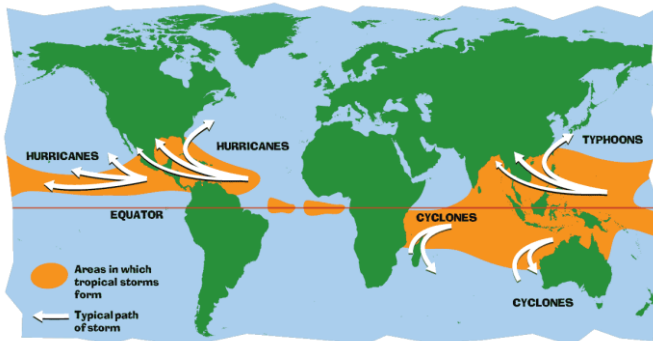 TYPHOONS
HURRICANES
HURRICANES
EQUATOR
CYCLONES
Areas in which
tropical storms
form
Typical path
of storm
CYCLONES